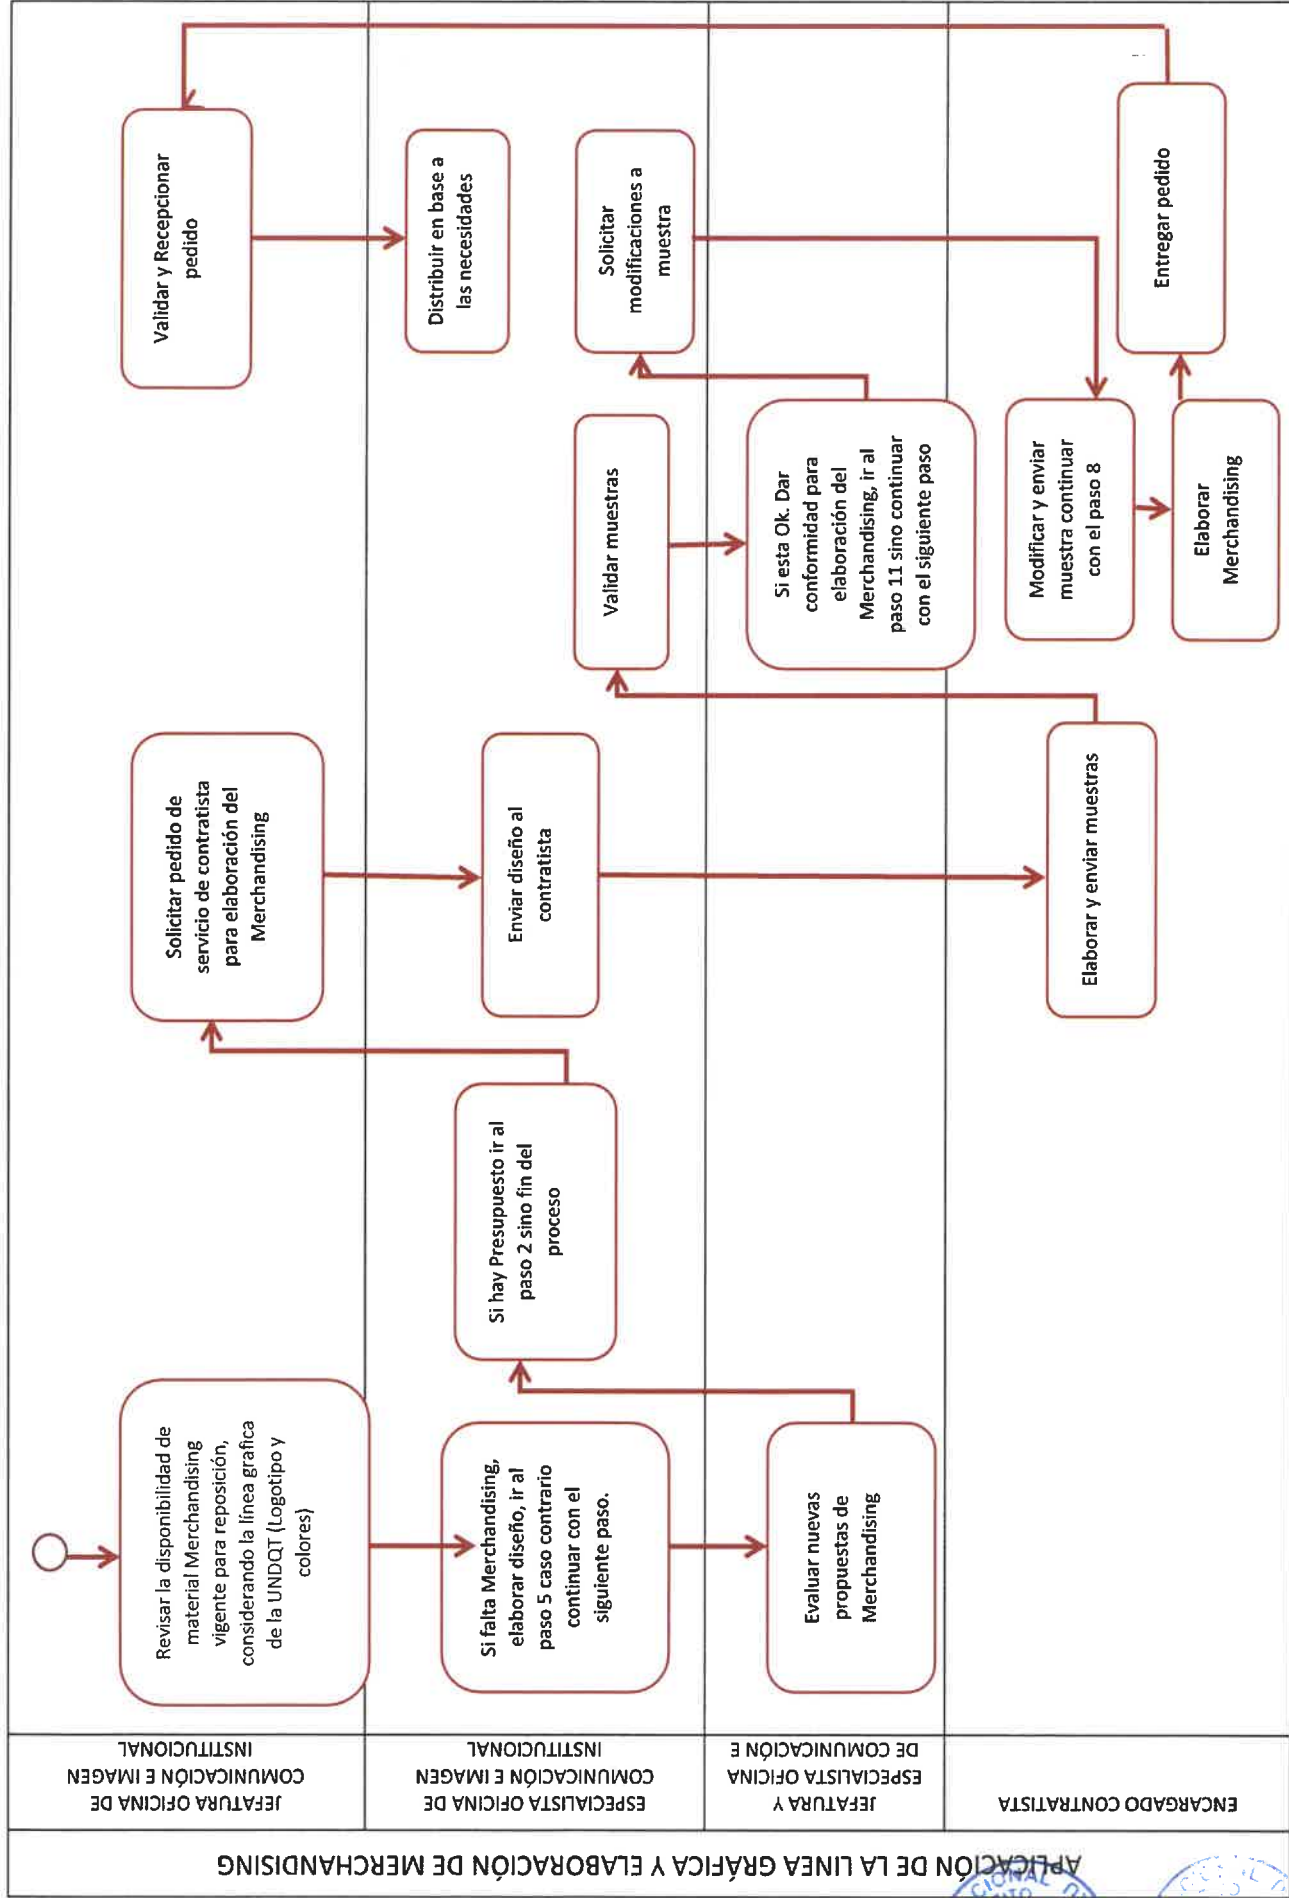 APLICACIÓN DE LA LINEA GRÁFICA Y ELABORACIÓN DE MERCHANDISING
JEFATURA OFICINA DE
COMUNICACIÓN E IMAGEN
INSTITUCIONAL
Revisar la disponibilidad de
material Merchandising
vigente para reposición,
considerando la línea grafica
de la UNDQT (Logotipo y
colores)
Solicitar pedido de
servicio de contratista
para elaboración del
Merchandising
Validar y Recepcionar
pedido
ESPECIALISTA OFICINA DE
COMUNICACIÓN E IMAGEN
INSTITUCIONAL
Si falta Merchandising,
elaborar diseño, ir al
paso 5 caso contrario
continuar con el
siguiente paso.
Si hay Presupuesto ir al
paso 2 sino fin del
proceso
Enviar diseño al
contratista
Validar muestras
Distribuir en base a
las necesidades
Solicitar
modificaciones a
muestra
JEFATURA Y
ESPECIALISTA OFICINA
DE COMUNICACIÓN E
Evaluar nuevas
propuestas de
Merchandising
Si esta Ok. Dar
conformidad para
elaboración del
Merchandising, ir al
paso 11 sino continuar
con el siguiente paso
ENCARGADO CONTRATISTA
Elaborar y enviar muestras
Modificar y enviar
muestra continuar
con el paso 8
Elaborar
Merchandising
Entregar pedido